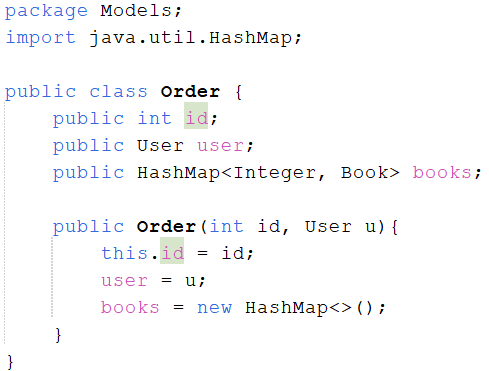 package Models;
import java.util.HashMap;

public class Order {
    public int id;
    public User user;
    public HashMap<Integer, Book> books;

    public Order(int id, User u){
        this.id = id;
        user = u;
        books = new HashMap<>();
    }
}